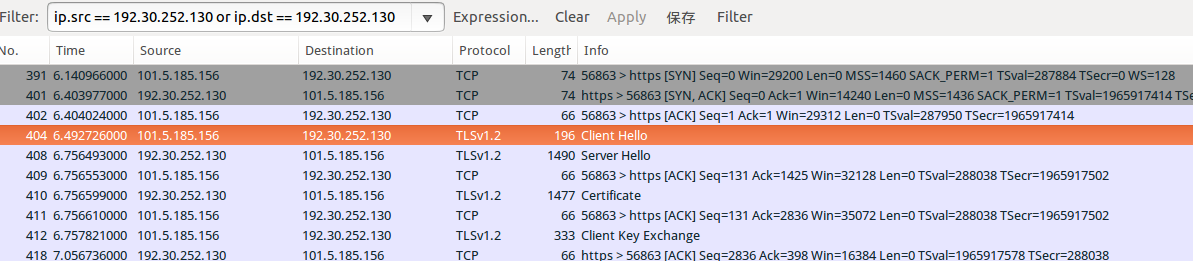 Filter: ip.src == 192.30.252.130 or ip.dst == 192.30.252.130 Expression... Clear Apply 保存 Filter
No. Time Source Destination Protocol Length Info
391 6.140966000 101.5.185.156 192.30.252.130 TCP 74 56863 > https [SYN] Seq=0 Win=29200 Len=0 MSS=1460 SACK_PERM=1 TSval=287884 TSecr=0 WS=128
401 6.403977000 192.30.252.130 101.5.185.156 TCP 74 https > 56863 [SYN, ACK] Seq=0 Ack=1 Win=14240 Len=0 MSS=1436 SACK_PERM=1 TSval=1965917414 TSe
402 6.404024000 101.5.185.156 192.30.252.130 TCP 66 56863 > https [ACK] Seq=1 Ack=1 Win=29312 Len=0 TSval=287950 TSecr=1965917414
404 6.492726000 101.5.185.156 192.30.252.130 TLSv1.2 196 Client Hello
408 6.756493000 192.30.252.130 101.5.185.156 TLSv1.2 1490 Server Hello
409 6.756553000 101.5.185.156 192.30.252.130 TCP 66 56863 > https [ACK] Seq=131 Ack=1425 Win=32128 Len=0 TSval=288038 TSecr=1965917502
410 6.756599000 192.30.252.130 101.5.185.156 TLSv1.2 1477 Certificate
411 6.756610000 101.5.185.156 192.30.252.130 TCP 66 56863 > https [ACK] Seq=131 Ack=2836 Win=35072 Len=0 TSval=288038 TSecr=1965917502
412 6.757821000 101.5.185.156 192.30.252.130 TLSv1.2 333 Client Key Exchange
418 7.056736000 192.30.252.130 101.5.185.156 TCP 66 https > 56863 [ACK] Seq=2836 Ack=398 Win=16384 Len=0 TSval=1965917578 TSecr=288038